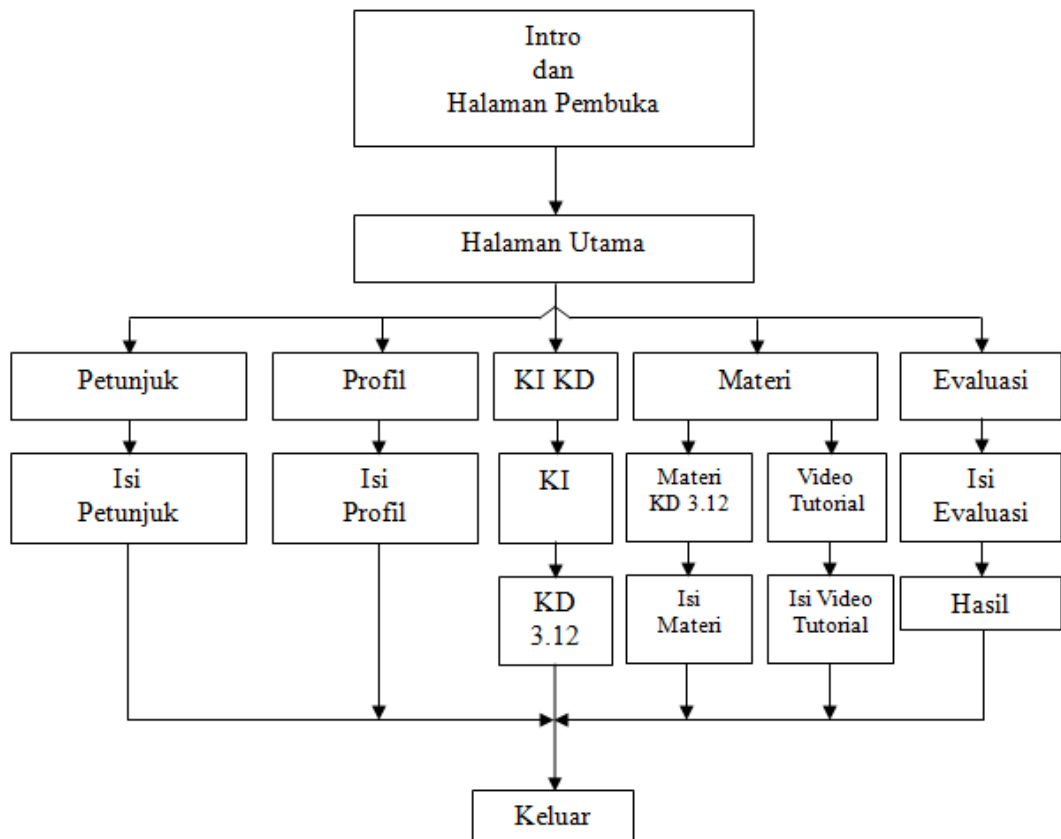 Intro
dan
Halaman Pembuka
Halaman Utama
Petunjuk
Profil
KI KD
Materi
Evaluasi
Isi
Petunjuk
Isi
Profil
KI
Materi
KD 3.12
Video
Tutorial
Isi
Evaluasi
KD
3.12
Isi
Materi
Isi Video
Tutorial
Hasil
Keluar